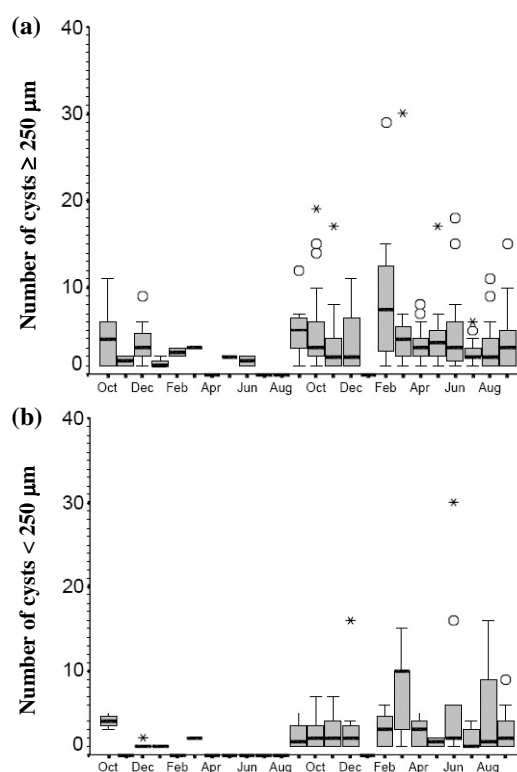 (a)
Number of cysts ≥ 250 µm
40
30
20
10
0
Oct Dec Feb Apr Jun Aug Oct Dec Feb Apr Jun Aug
(b)
Number of cysts < 250 µm
40
30
20
10
0
Oct Dec Feb Apr Jun Aug Oct Dec Feb Apr Jun Aug